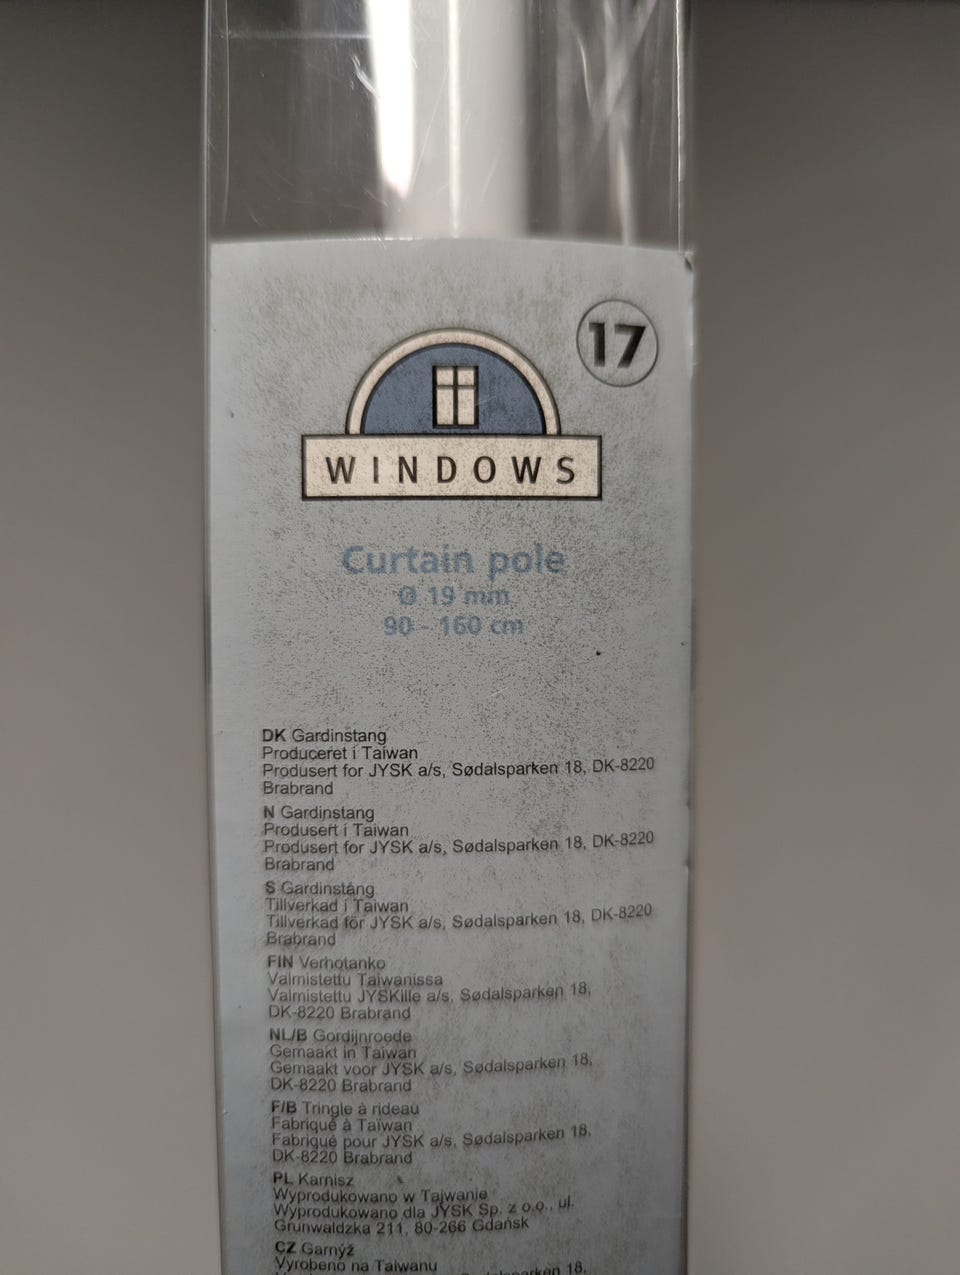 17
WINDOWS
Curtain pole
Ø 19 mm
90 - 160 cm
DK Gardinstang
Produceret i Taiwan
Produsert for JYSK a/s, Sødalsparken 18, DK-8220
Brabrand
N Gardinstang
Produsert i Taiwan
Produsert for JYSK a/s, Sødalsparken 18, DK-8220
Brabrand
S Gardinstång
Tillverkad i Taiwan
Tillverkad för JYSK a/s, Sødalsparken 18, DK-8220
Brabrand
FIN Verhotanko
Valmistettu Taiwanissa
Valmistettu JYSKille a/s, Sødalsparken 18,
DK-8220 Brabrand
NL/B Gordijnroede
Gemaakt in Taiwan
Gemaakt voor JYSK a/s, Sødalsparken 18,
DK-8220 Brabrand
F/B Tringle à rideau
Fabriqué à Taiwan
Fabriqué pour JYSK a/s, Sødalsparken 18,
DK-8220 Brabrand
PL Karnisz
Wyprodukowano w Tajwanie
Wyprodukowano dla JYSK Sp. z o.o., ul.
Grunwaldzka 211, 80-266 Gdańsk
CZ Garnýž
Vyrobeno na Taiwanu